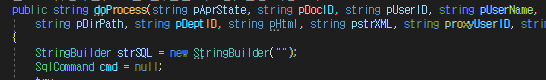 public string doProcess(string pAprState, string pDocID, string pUserID, string pUserName,
string pDirPath, string pDeptID, string pHtml, string pstrXML, string proxyUserID, string
{
StringBuilder strSQL = new StringBuilder("");
SqlCommand cmd = null;